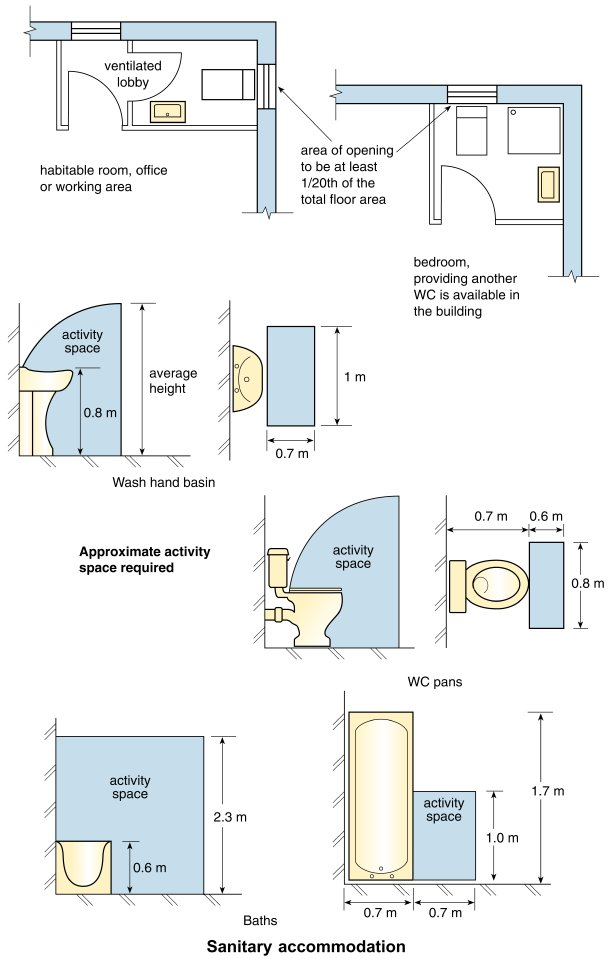 ventilated
lobby
habitable room, office
or working area
area of opening
to be at least
1/20th of the
total floor area
bedroom,
providing another
WC is available in
the building
activity
space
0.8 m
average
height
1 m
0.7 m
Wash hand basin
Approximate activity
space required
activity
space
0.7 m
0.6 m
0.8 m
WC pans
activity
space
2.3 m
0.6 m
activity
space
1.7 m
1.0 m
0.7 m
0.7 m
Baths
Sanitary accommodation